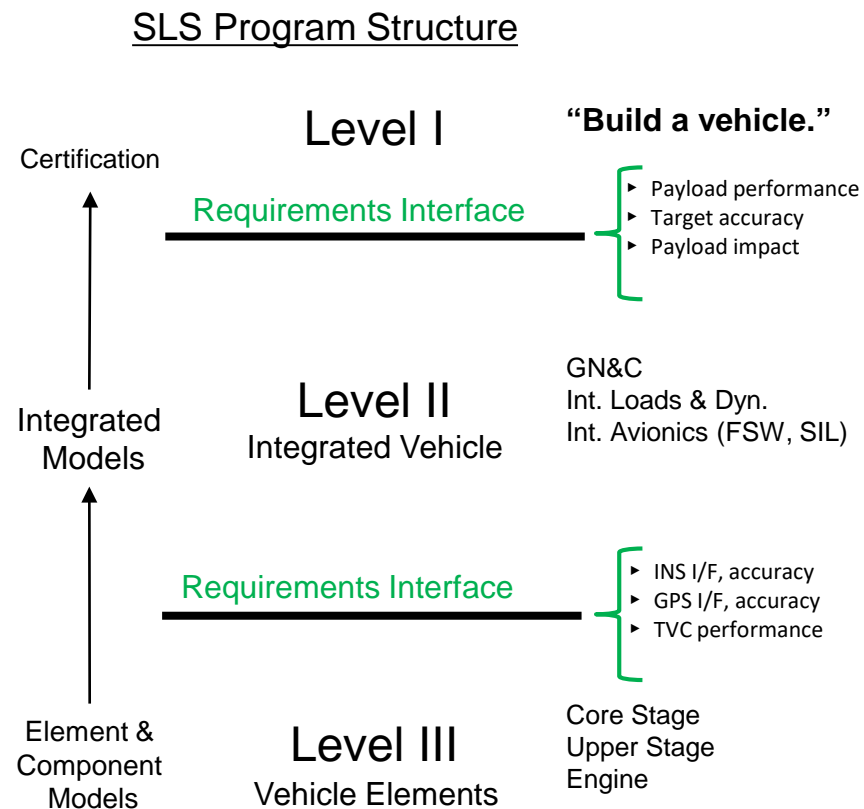 SLS Program Structure
Level I
“Build a vehicle.”
Certification
Requirements Interface
▸ Payload performance
▸ Target accuracy
▸ Payload impact
Integrated
Models
Level II
Integrated Vehicle
GN&C
Int. Loads & Dyn.
Int. Avionics (FSW, SIL)
Requirements Interface
▸ INS I/F, accuracy
▸ GPS I/F, accuracy
▸ TVC performance
Element &
Component
Models
Level III
Vehicle Elements
Core Stage
Upper Stage
Engine